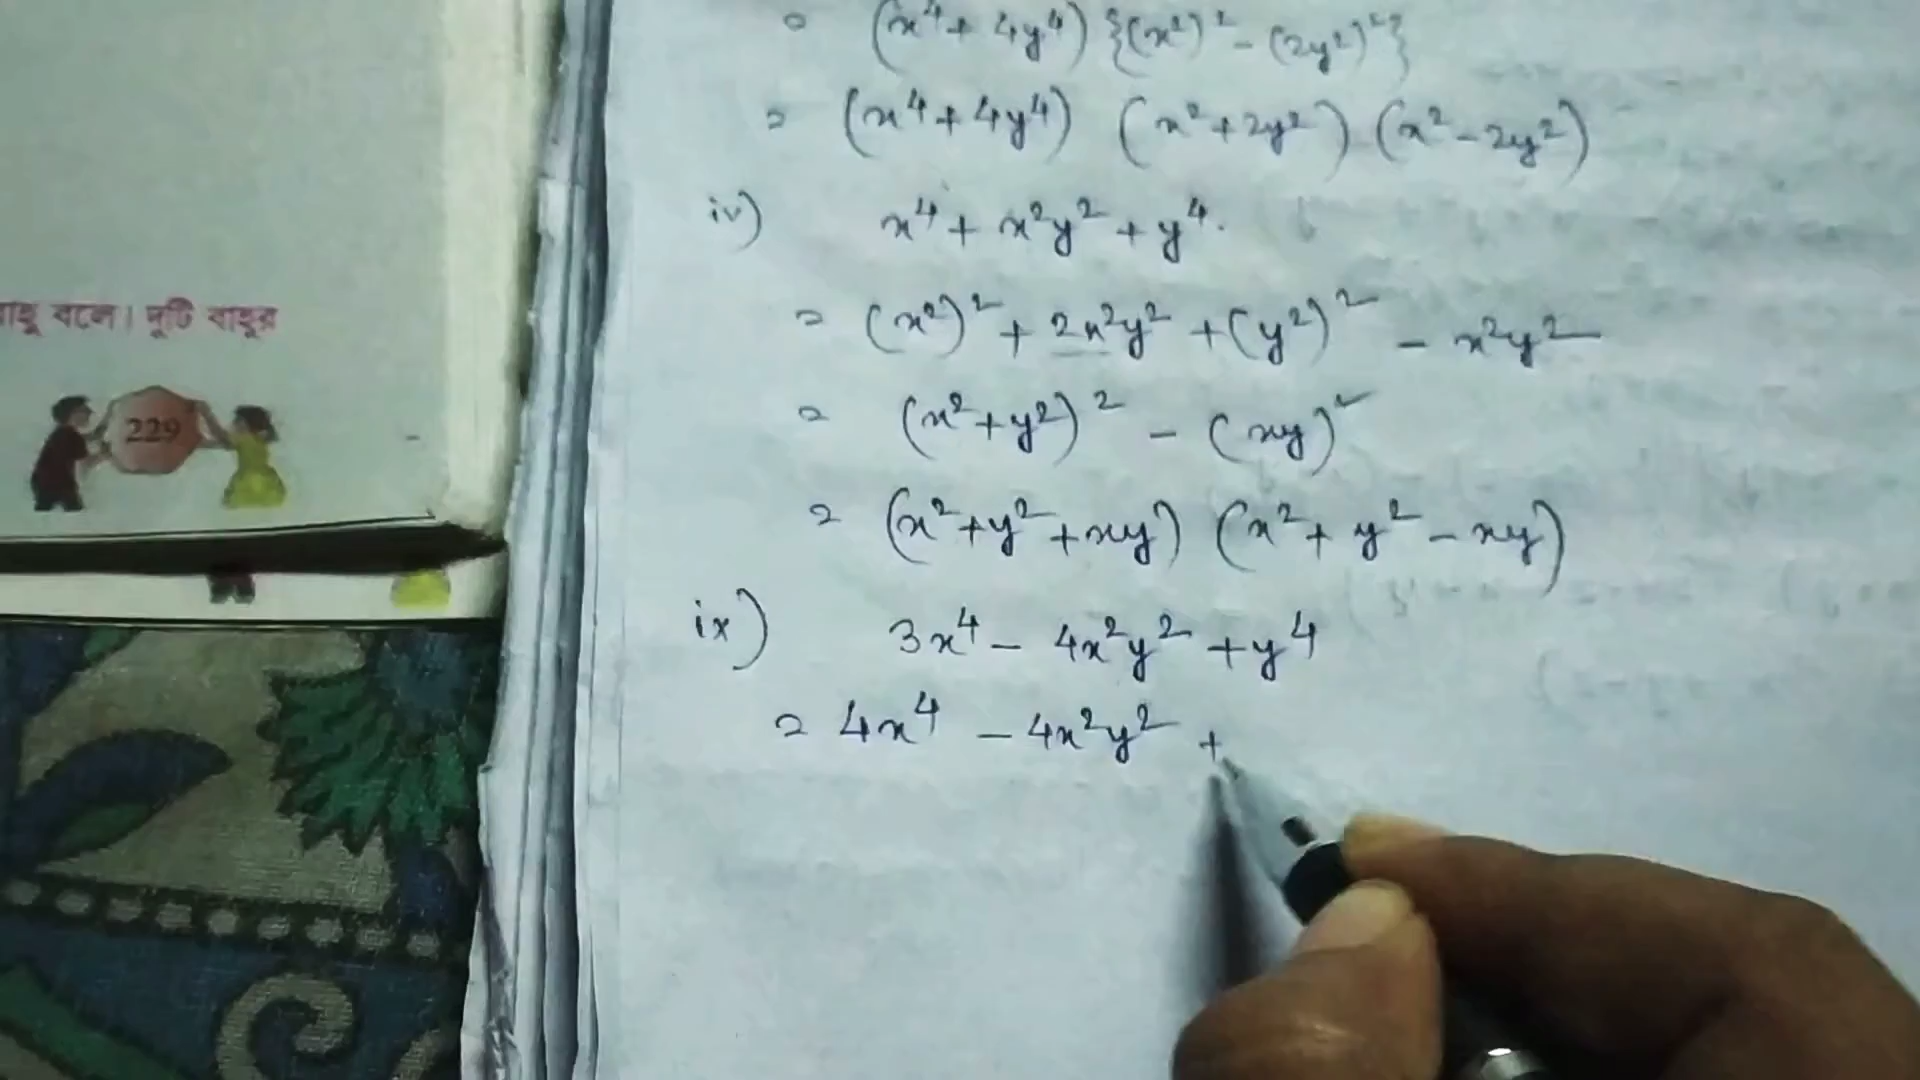 বাহু বলে। দুটি বাহুর
229
= (x⁴ + 4y⁴) {(x²)² - (2y²)²}
= (x⁴ + 4y⁴) (x² + 2y²) (x² - 2y²)
iv) x⁴ + x²y² + y⁴.
= (x²)² + 2x²y² + (y²)² - x²y²
= (x² + y²)² - (xy)²
= (x² + y² + xy) (x² + y² - xy)
ix) 3x⁴ - 4x²y² + y⁴
= 4x⁴ - 4x²y² +